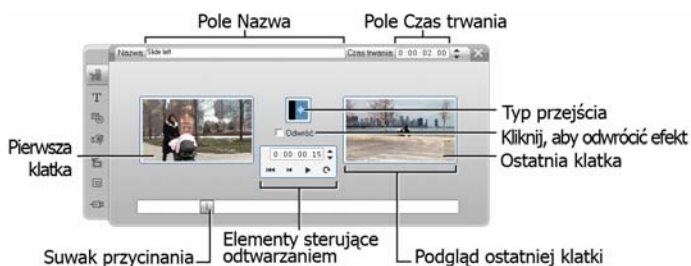 Pole Nazwa
Pole Czas trwania
Nazwa: Slide left
Czas trwania: 0:00:02.00
T
Typ przejścia
Odwróć
Kliknij, aby odwrócić efekt
Pierwsza
klatka
0:00:00.15
Ostatnia klatka
Suwak przycinania
Elementy sterujące
odtwarzaniem
Podgląd ostatniej klatki